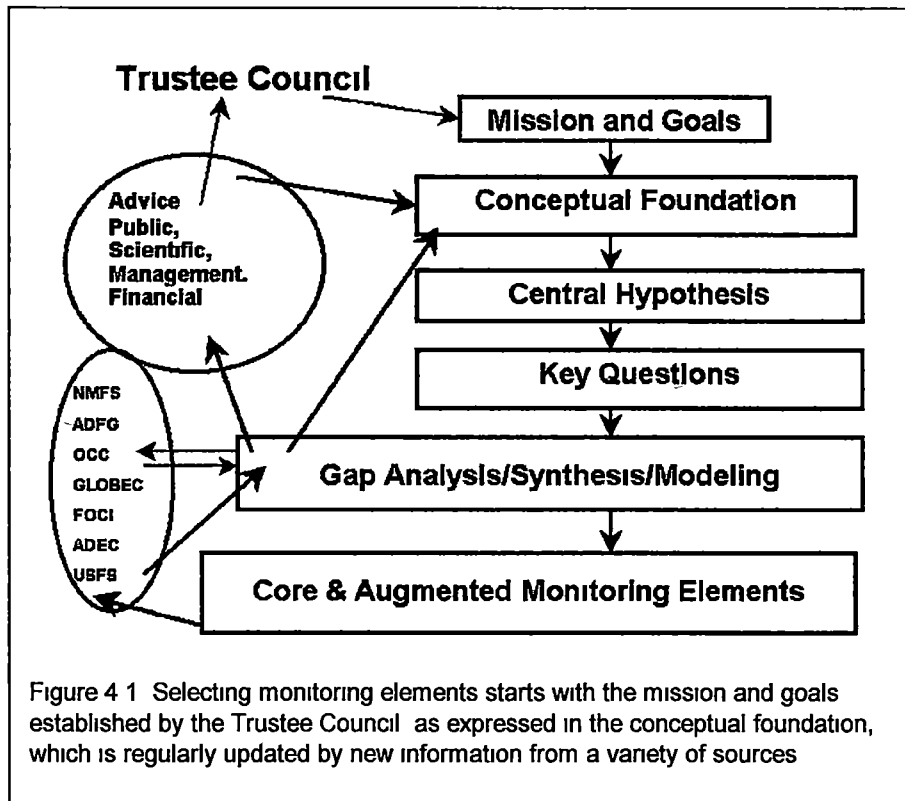 Trustee Council
Mission and Goals
Advice
Public,
Scientific,
Management.
Financial
Conceptual Foundation
Central Hypothesis
Key Questions
NMFS
ADFG
OCC
GLOBEC
FOCI
ADEC
USFS
Gap Analysis/Synthesis/Modeling
Core & Augmented Monitoring Elements
Figure 4 1 Selecting monitoring elements starts with the mission and goals
established by the Trustee Council as expressed in the conceptual foundation,
which is regularly updated by new information from a variety of sources